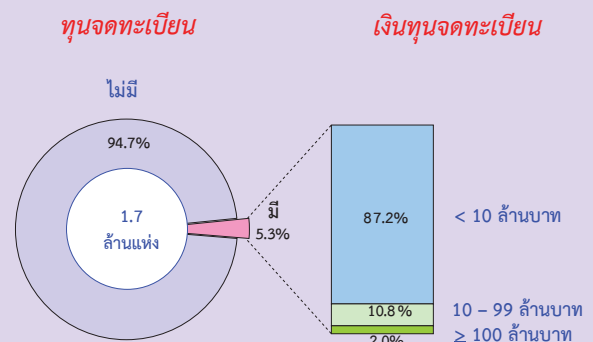 ทุนจดทะเบียน
เงินทุนจดทะเบียน
ไม่มี
94.7%
1.7
ล้านแห่ง
มี
5.3%
87.2%
< 10 ล้านบาท
10.8%
10 – 99 ล้านบาท
2.0%
≥ 100 ล้านบาท